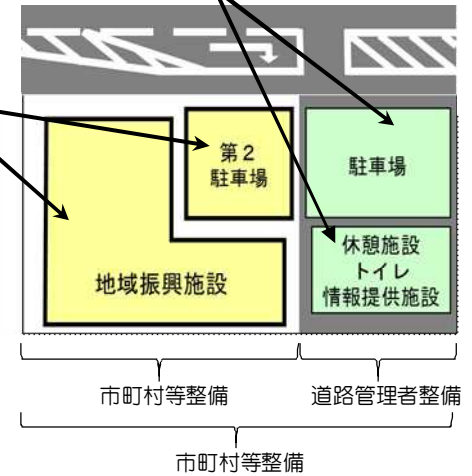 第２
駐車場
駐車場
地域振興施設
休憩施設
トイレ
情報提供施設
市町村等整備
道路管理者整備
市町村等整備